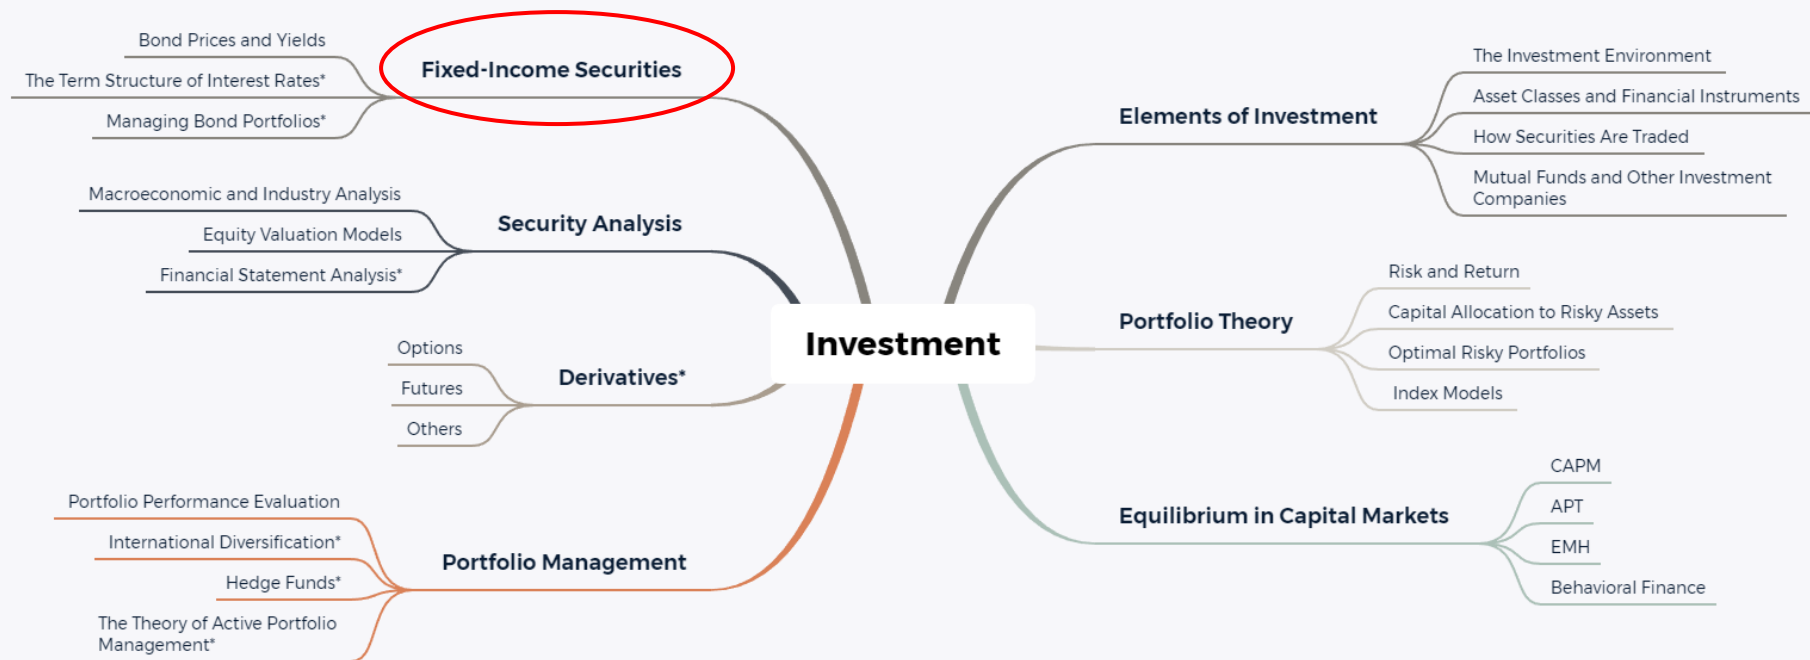 Investment
Fixed-Income Securities
Bond Prices and Yields
The Term Structure of Interest Rates*
Managing Bond Portfolios*
Security Analysis
Macroeconomic and Industry Analysis
Equity Valuation Models
Financial Statement Analysis*
Derivatives*
Options
Futures
Others
Portfolio Management
Portfolio Performance Evaluation
International Diversification*
Hedge Funds*
The Theory of Active Portfolio
Management*
Elements of Investment
The Investment Environment
Asset Classes and Financial Instruments
How Securities Are Traded
Mutual Funds and Other Investment
Companies
Portfolio Theory
Risk and Return
Capital Allocation to Risky Assets
Optimal Risky Portfolios
Index Models
Equilibrium in Capital Markets
CAPM
APT
EMH
Behavioral Finance